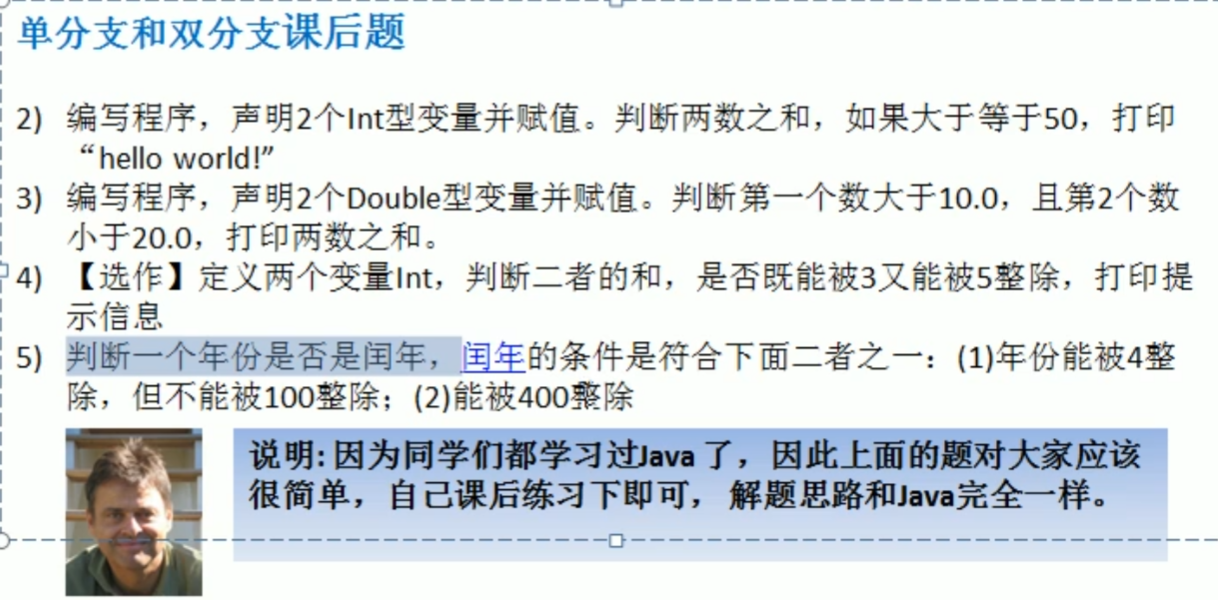 单分支和双分支课后题
2) 编写程序，声明2个Int型变量并赋值。判断两数之和，如果大于等于50，打印
“hello world!”
3) 编写程序，声明2个Double型变量并赋值。判断第一个数大于10.0，且第2个数
小于20.0，打印两数之和。
4) 【选作】定义两个变量Int，判断二者的和，是否既能被3又能被5整除，打印提
示信息
5) 判断一个年份是否是闰年，闰年的条件是符合下面二者之一：(1)年份能被4整
除，但不能被100整除；(2)能被400整除
说明: 因为同学们都学习过Java 了，因此上面的题对大家应该
很简单，自己课后练习下即可， 解题思路和Java完全一样。